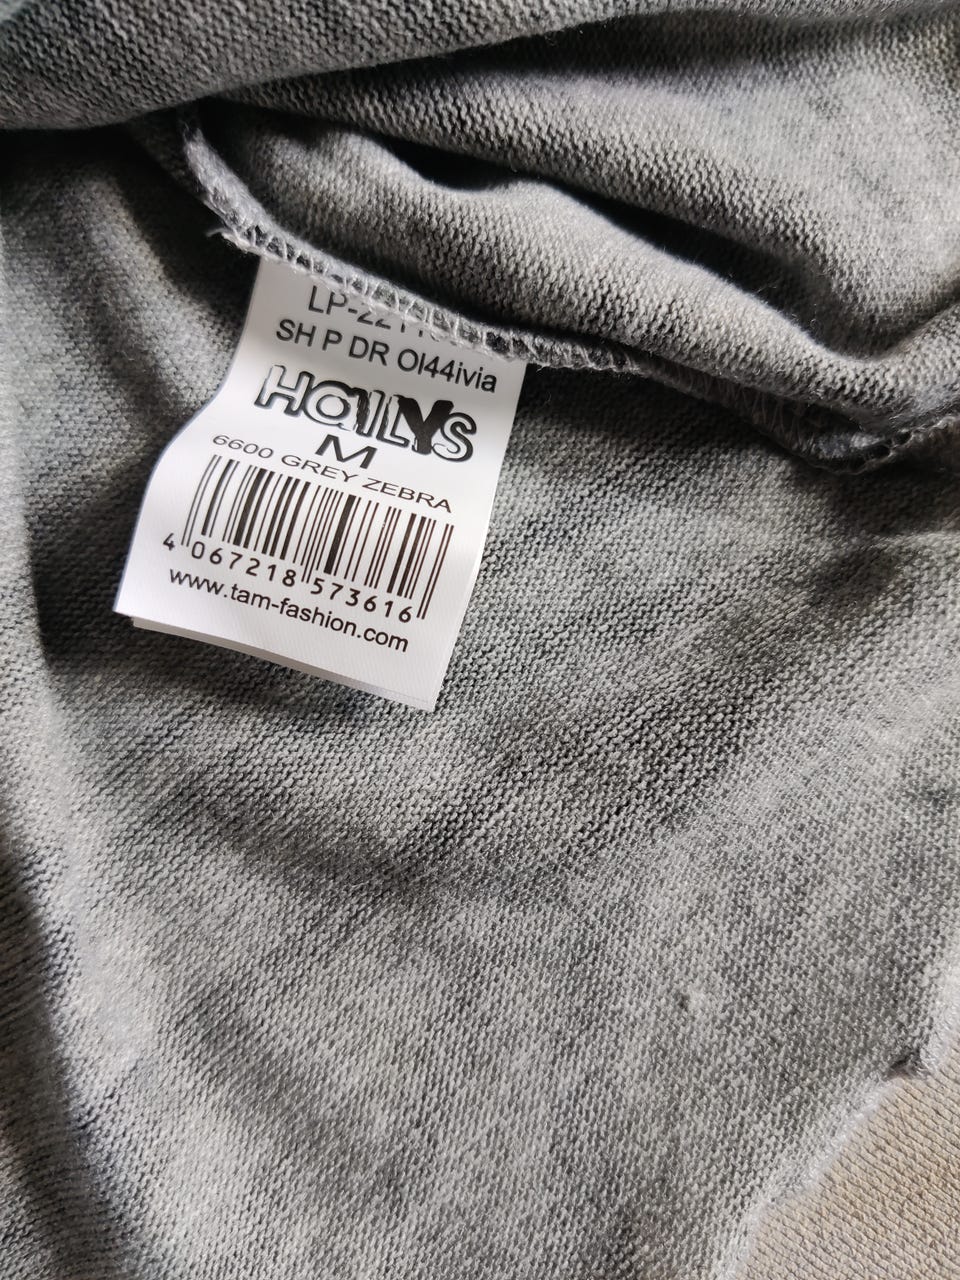 SH P DR Ol44ivia
HaILYS
M
6600 GREY ZEBRA
4 067218 573616
www.tam-fashion.com